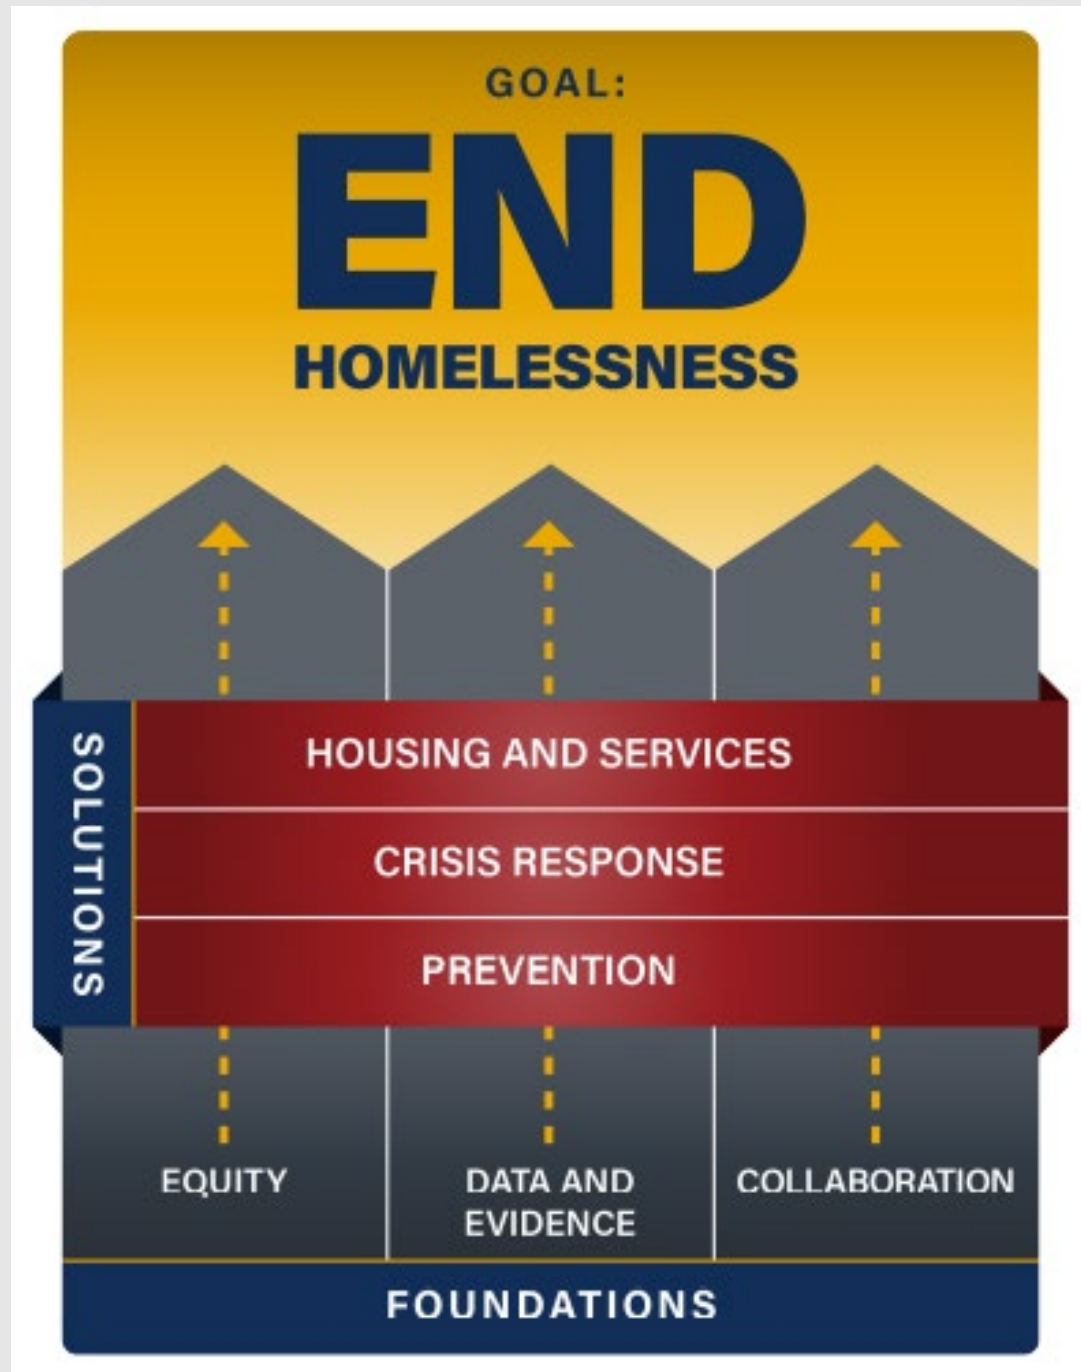 GOAL:
END
HOMELESSNESS
SOLUTIONS
HOUSING AND SERVICES
CRISIS RESPONSE
PREVENTION
EQUITY
DATA AND
EVIDENCE
COLLABORATION
FOUNDATIONS